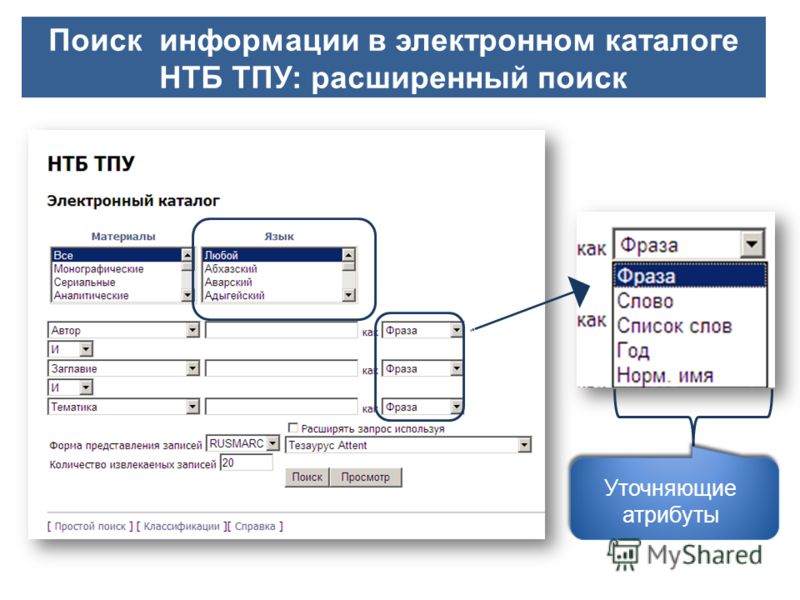 Поиск информации в электронном каталоге
НТБ ТПУ: расширенный поиск
НТБ ТПУ
Электронный каталог
Материалы Язык
Все Любой
Монографические Абхазский
Сериальные Аварский
Аналитические Адыгейский
Автор как Фраза
И
Заглавие как Фраза
И
Тематика как Фраза
Расширять запрос используя
Форма представления записей RUSMARC Тезаурус Attent
Количество извлекаемых записей 20
Поиск Просмотр
[ Простой поиск ] [ Классификации ][ Справка ]
как Фраза
Фраза
Слово
как Список слов
Год
Норм. имя
Уточняющие
атрибуты
MyShared